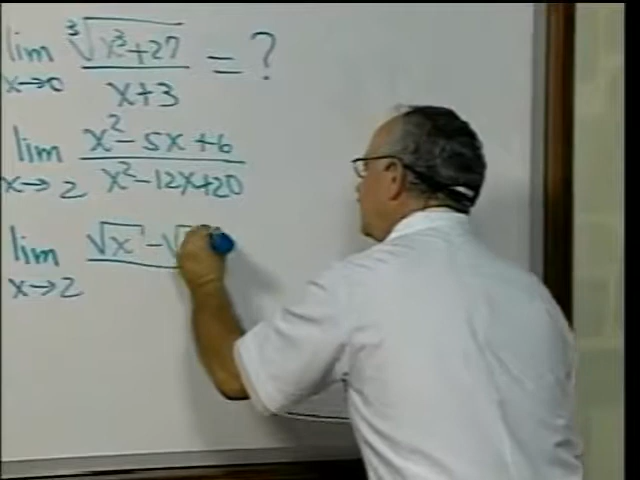 lim x→0 ∛(x³+27) / (x+3) = ?
lim x→2 (x²-5x+6) / (x²-12x+20)
lim x→2 √x - √